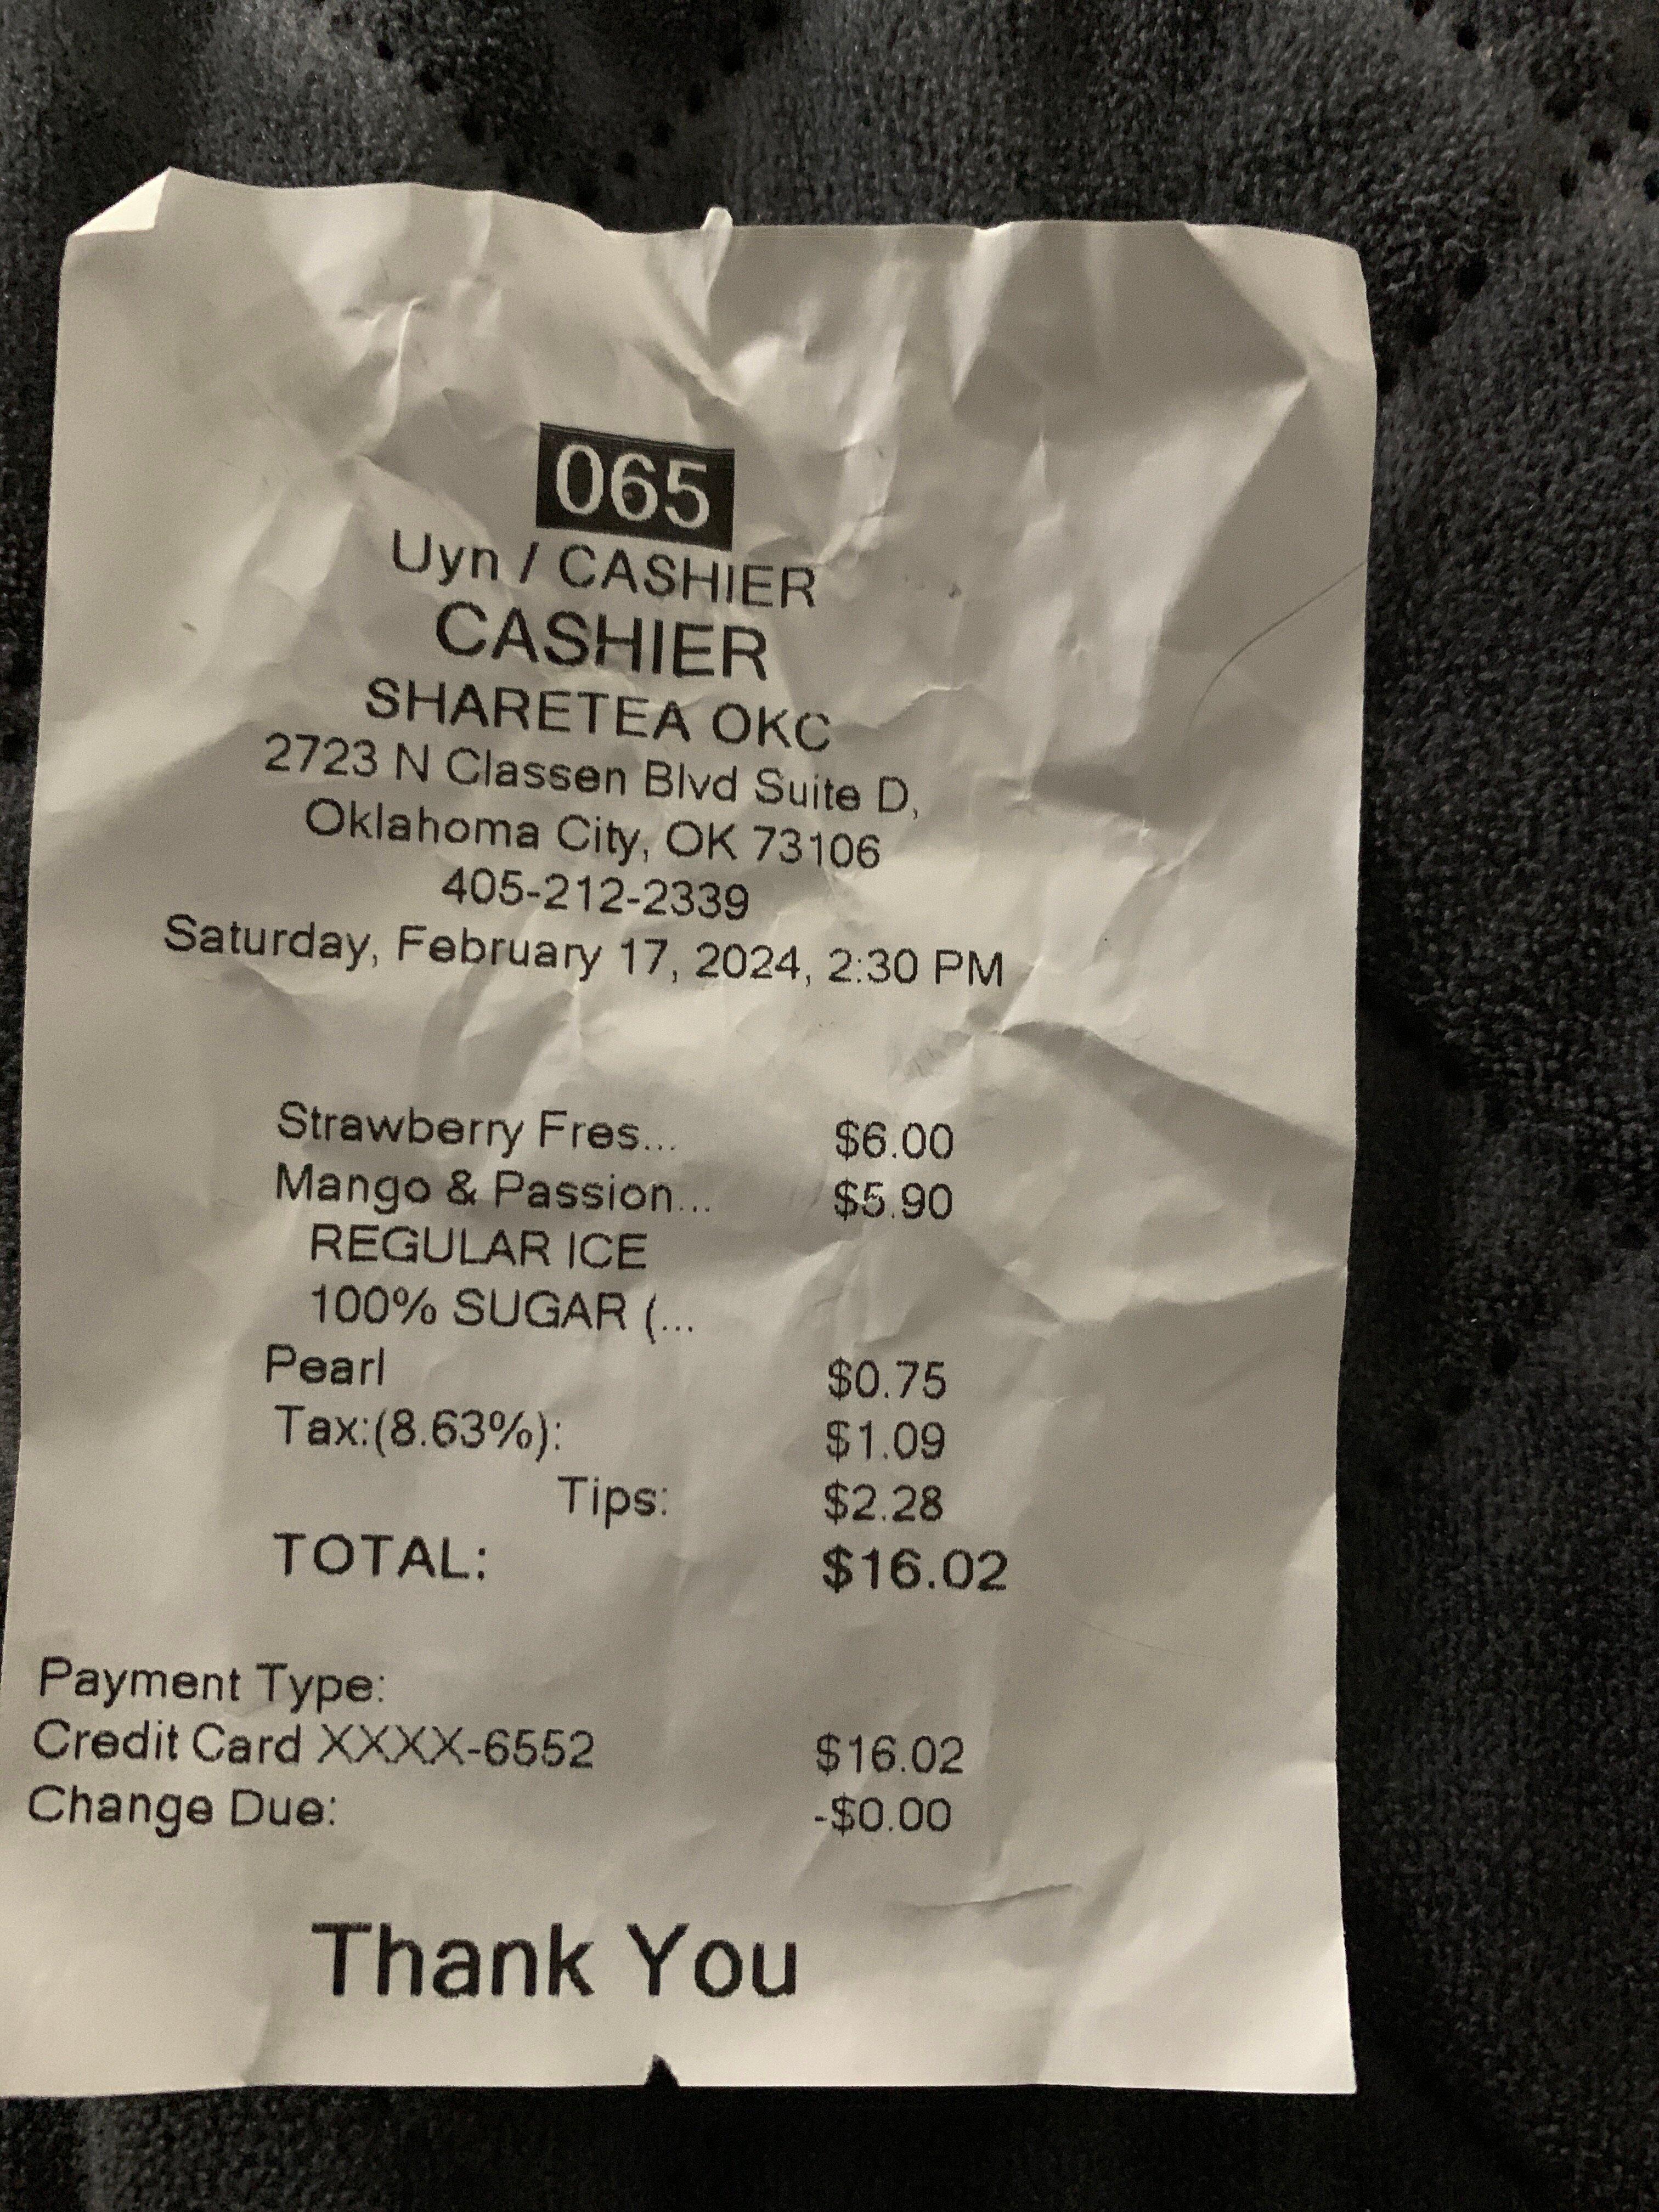 065
Uyn / CASHIER
CASHIER
SHARETEA OKC
2723 N Classen Blvd Suite D,
Oklahoma City, OK 73106
405-212-2339
Saturday, February 17, 2024, 2:30 PM
Strawberry Fres... $6.00
Mango & Passion... $5.90
REGULAR ICE
100% SUGAR (...
Pearl $0.75
Tax:(8.63%): $1.09
Tips: $2.28
TOTAL: $16.02
Payment Type:
Credit Card XXXX-6552 $16.02
Change Due: -$0.00
Thank You